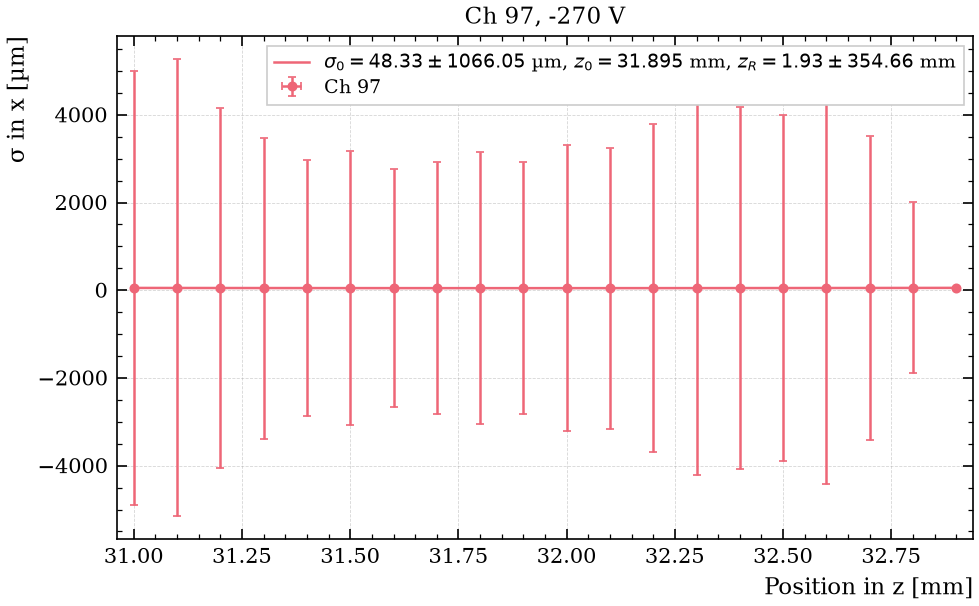 Ch 97, -270 V
σ in x [µm]
σ₀ = 48.33 ± 1066.05 µm, z₀ = 31.895 mm, z_R = 1.93 ± 354.66 mm
Ch 97
4000
2000
0
−2000
−4000
31.00 31.25 31.50 31.75 32.00 32.25 32.50 32.75
Position in z [mm]